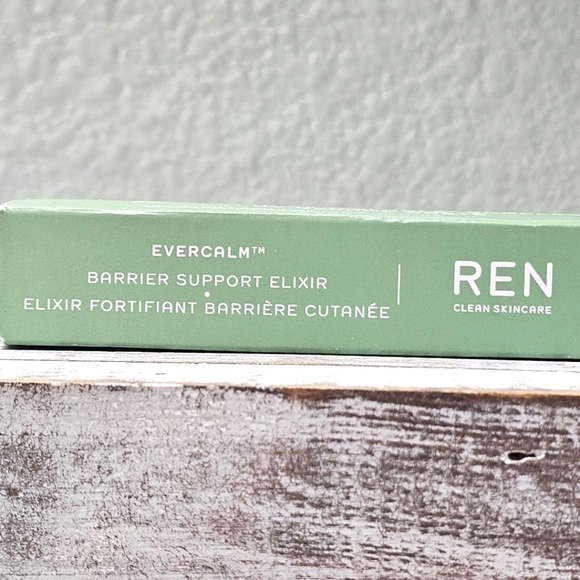 EVERCALM™
BARRIER SUPPORT ELIXIR
•
ELIXIR FORTIFIANT BARRIÈRE CUTANÉE
REN
CLEAN SKINCARE